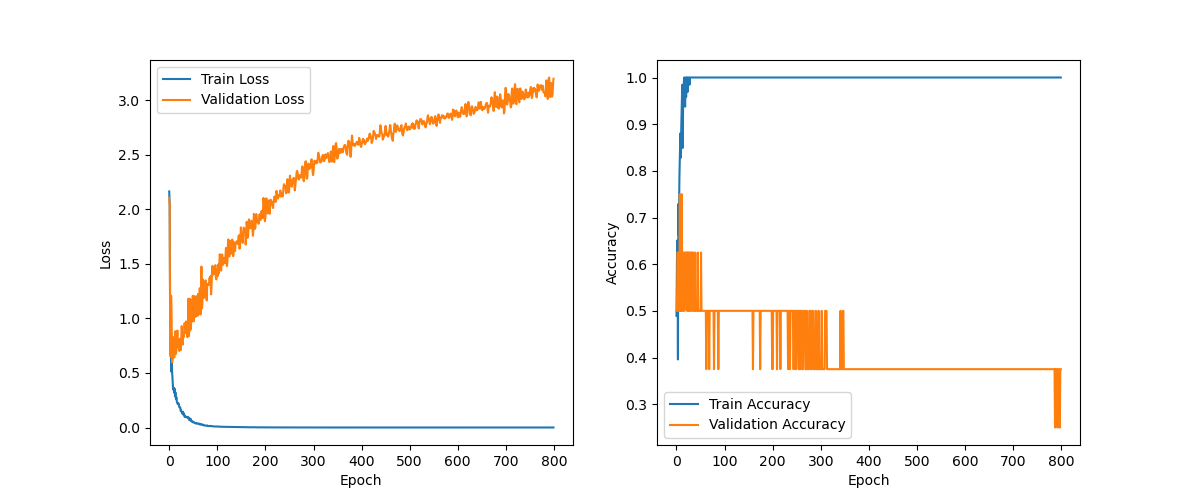 Train Loss
Validation Loss
3.0
2.5
2.0
1.5
1.0
0.5
0.0
Loss
0 100 200 300 400 500 600 700 800
Epoch
1.0
0.9
0.8
0.7
0.6
0.5
0.4
0.3
Accuracy
Train Accuracy
Validation Accuracy
0 100 200 300 400 500 600 700 800
Epoch